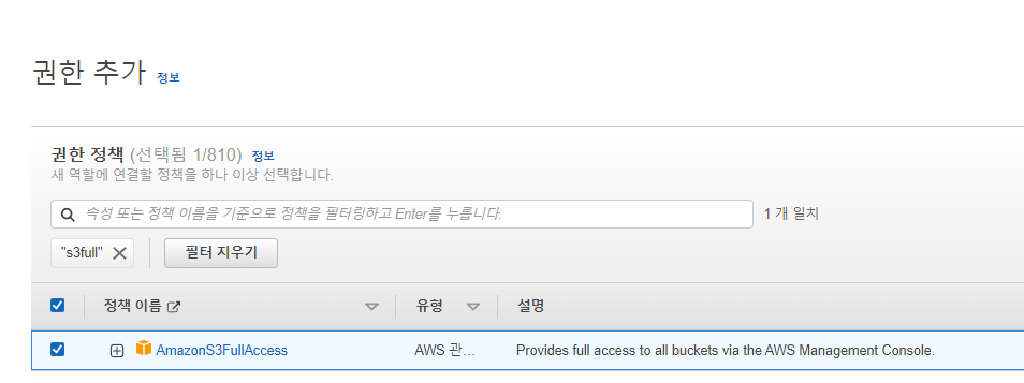 권한 추가 정보
권한 정책 (선택됨 1/810) 정보
새 역할에 연결할 정책을 하나 이상 선택합니다.
속성 또는 정책 이름을 기준으로 정책을 필터링하고 Enter를 누릅니다.
1 개 일치
"s3full"
필터 지우기
정책 이름 유형 설명
AmazonS3FullAccess AWS 관... Provides full access to all buckets via the AWS Management Console.